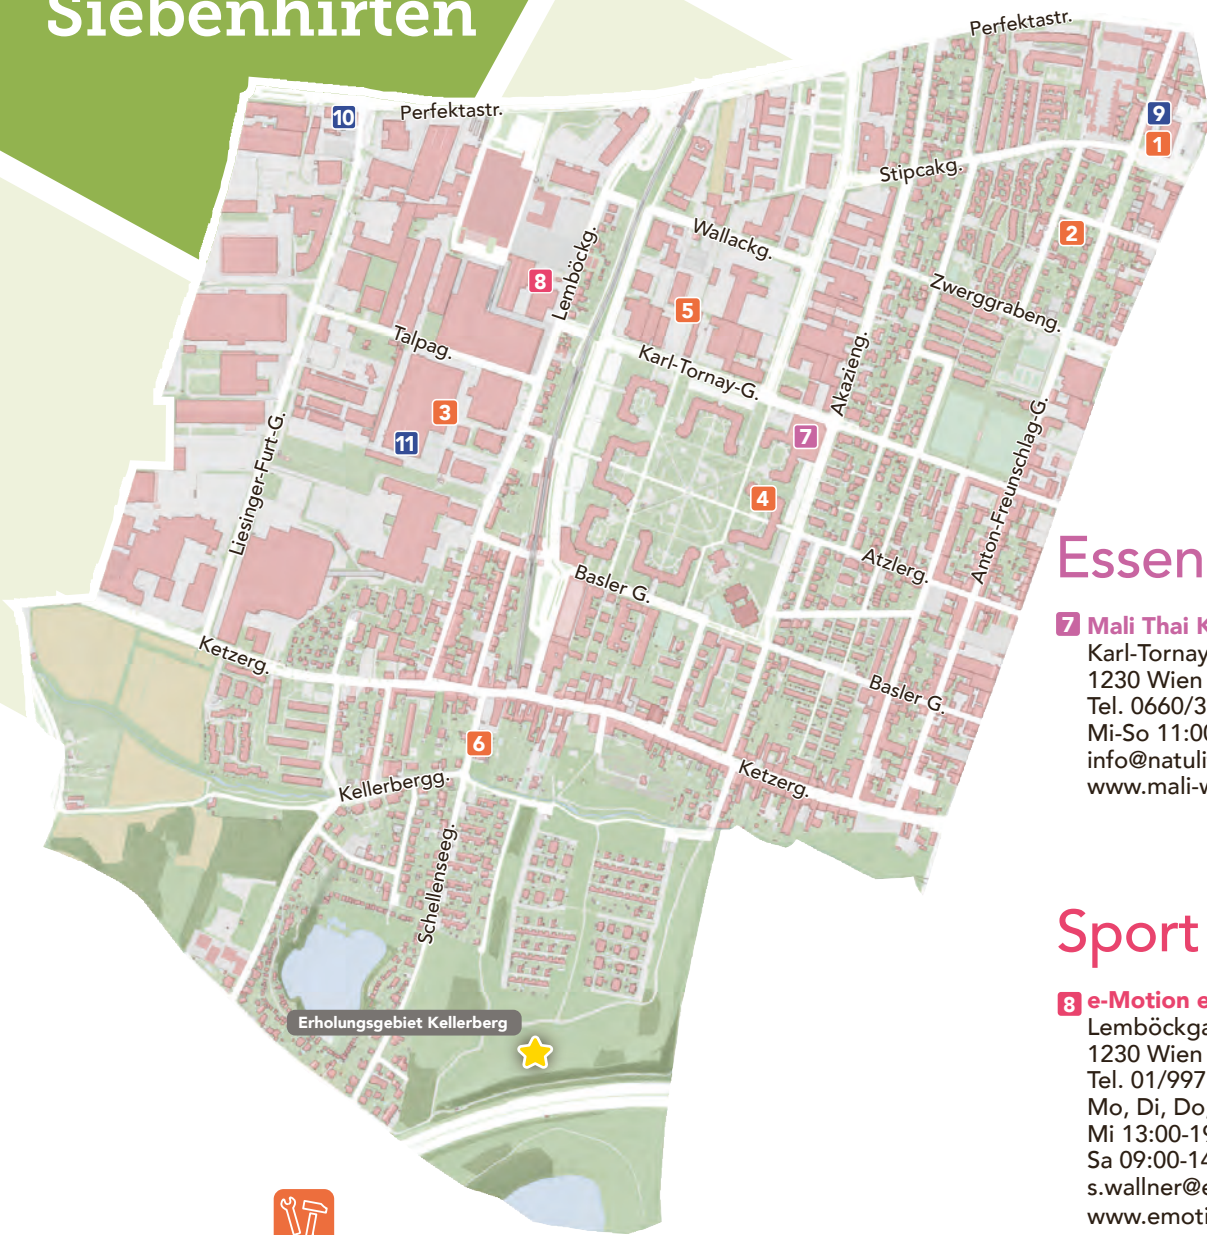 Siebenhirten
Perfektastr.
Perfektastr.
10
9
1
Stipcakg.
2
Wallackg.
Lemböckg.
8
5
Zwerggrabeng.
Talpag.
Karl-Tornay-G.
Akazieng.
3
11
7
Liesinger-Furt-G.
Anton-Freunschlag-G.
4
Atzlerg.
Basler G.
Ketzerg.
Basler G.
6
Kellerbergg.
Ketzerg.
Schellenseeg.
Erholungsgebiet Kellerberg
Essen
7 Mali Thai
Karl-Tornay
1230 Wien
Tel. 0660/3
Mi-So 11:00
info@natuli
www.mali-
Sport
8 e-Motion
Lemböckga
1230 Wien
Tel. 01/997
Mo, Di, Do,
Mi 13:00-19
Sa 09:00-14
s.wallner@e
www.emoti